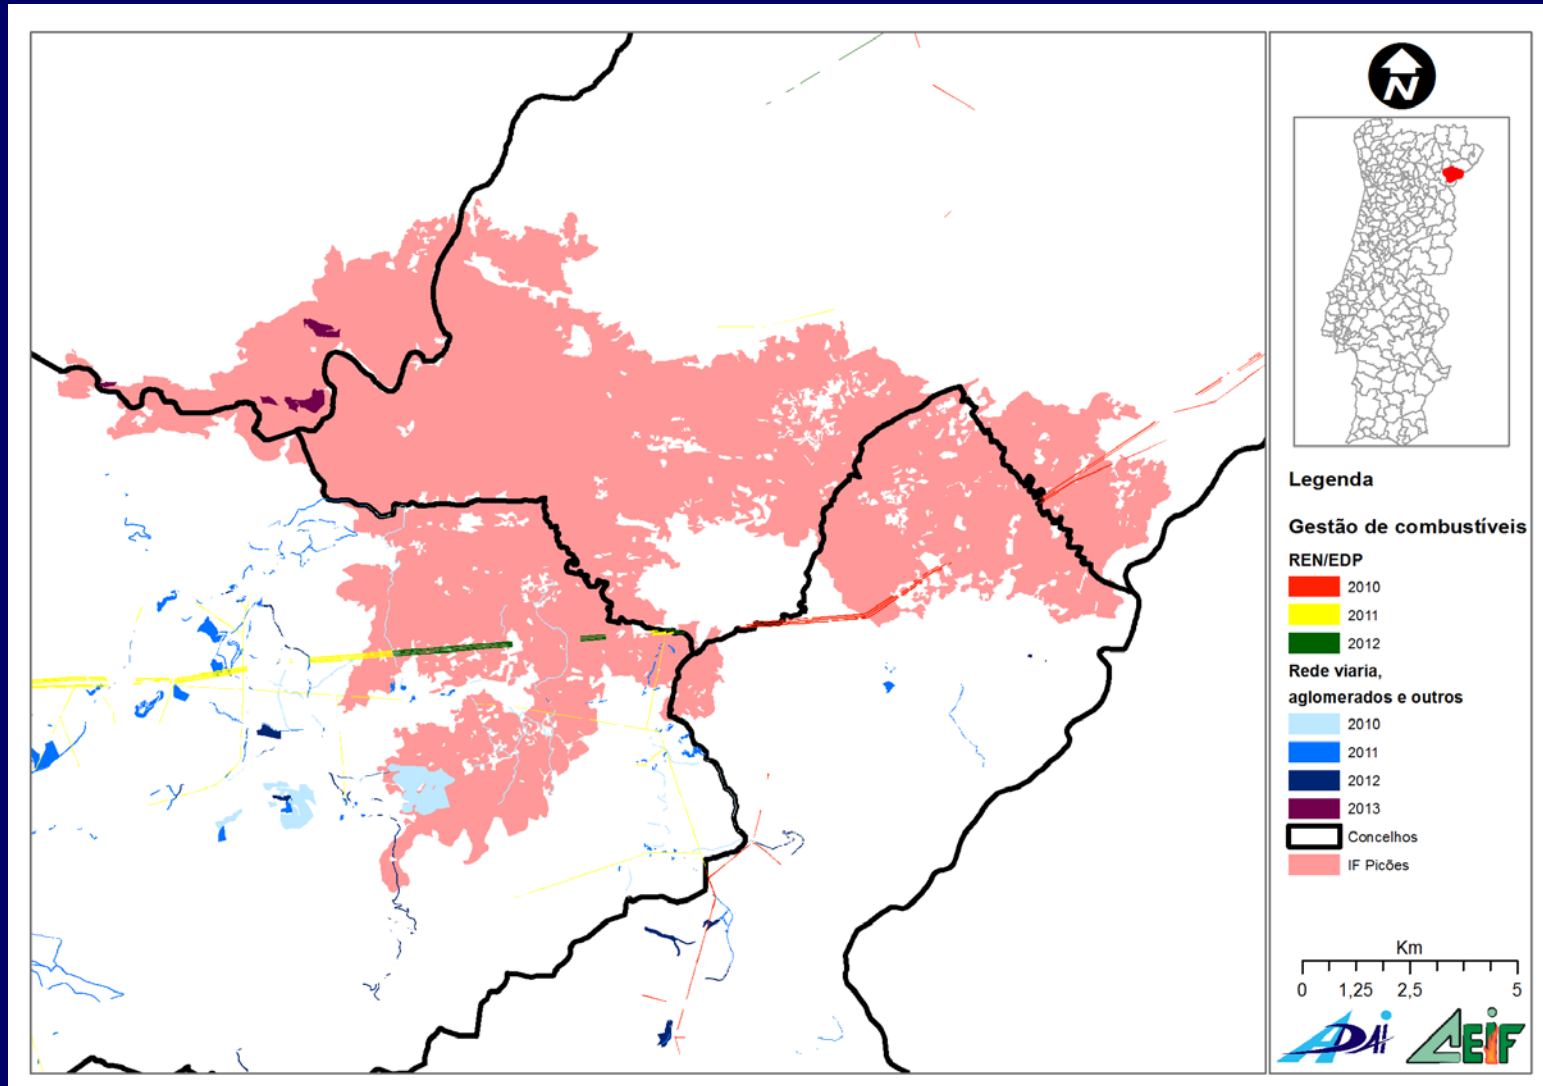 N
Legenda
Gestão de combustíveis
REN/EDP
2010
2011
2012
Rede viaria,
aglomerados e outros
2010
2011
2012
2013
Concelhos
IF Picões
Km
0 1,25 2,5 5
ADAI CEIF